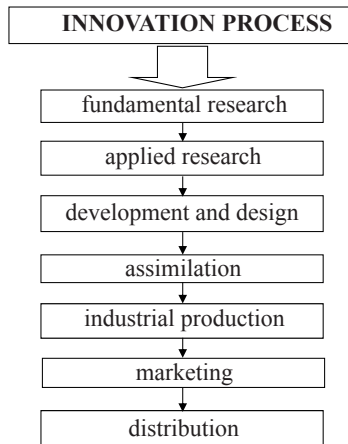 INNOVATION PROCESS
fundamental research
applied research
development and design
assimilation
industrial production
marketing
distribution